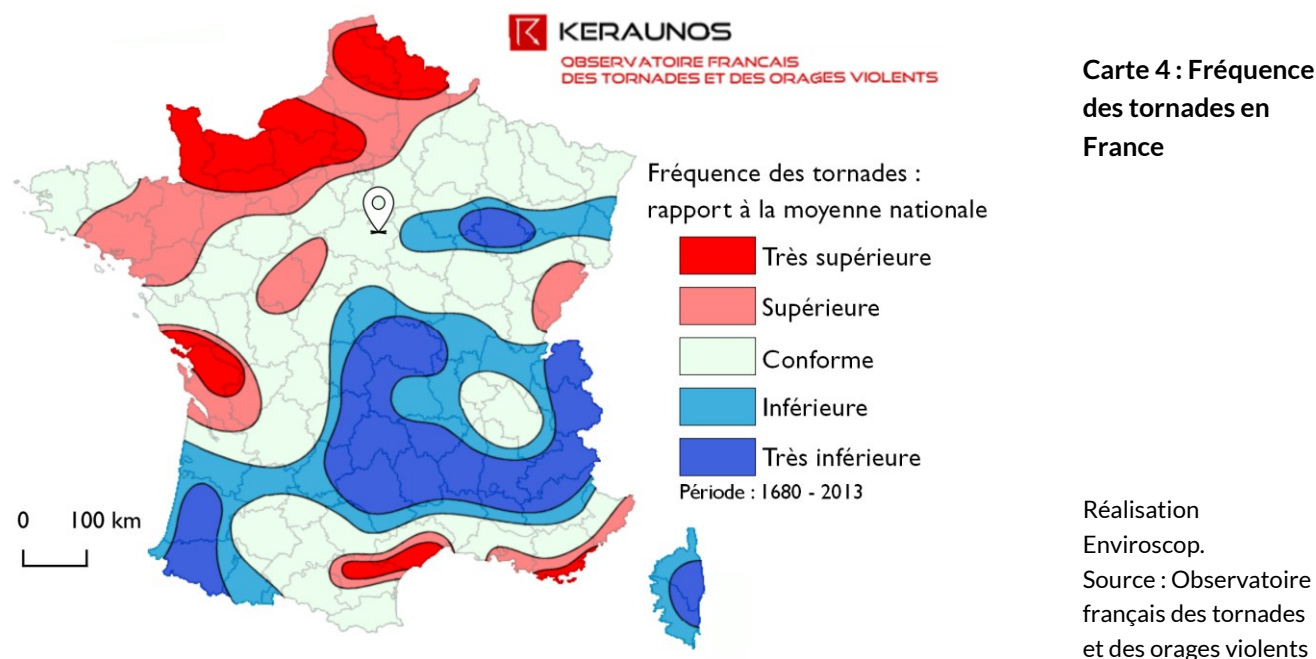 KERAUNOS
OBSERVATOIRE FRANCAIS
DES TORNADES ET DES ORAGES VIOLENTS
Carte 4 : Fréquence
des tornades en
France
Fréquence des tornades :
rapport à la moyenne nationale
Très supérieure
Supérieure
Conforme
Inférieure
Très inférieure
Période : 1680 - 2013
0 100 km
Réalisation
Enviroscop.
Source : Observatoire
français des tornades
et des orages violents